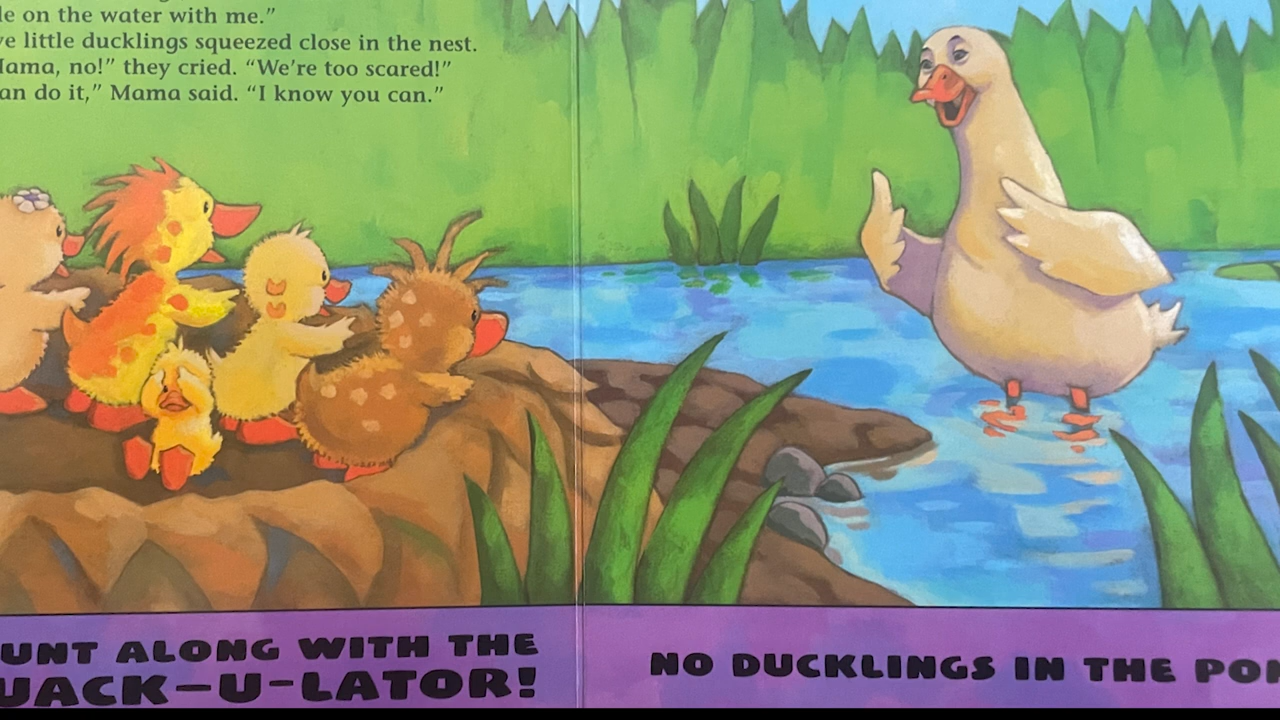 le on the water with me.”
ve little ducklings squeezed close in the nest.
Mama, no!” they cried. “We’re too scared!”
an do it,” Mama said. “I know you can.”
UNT ALONG WITH THE
UACK–U–LATOR!
NO DUCKLINGS IN THE PON